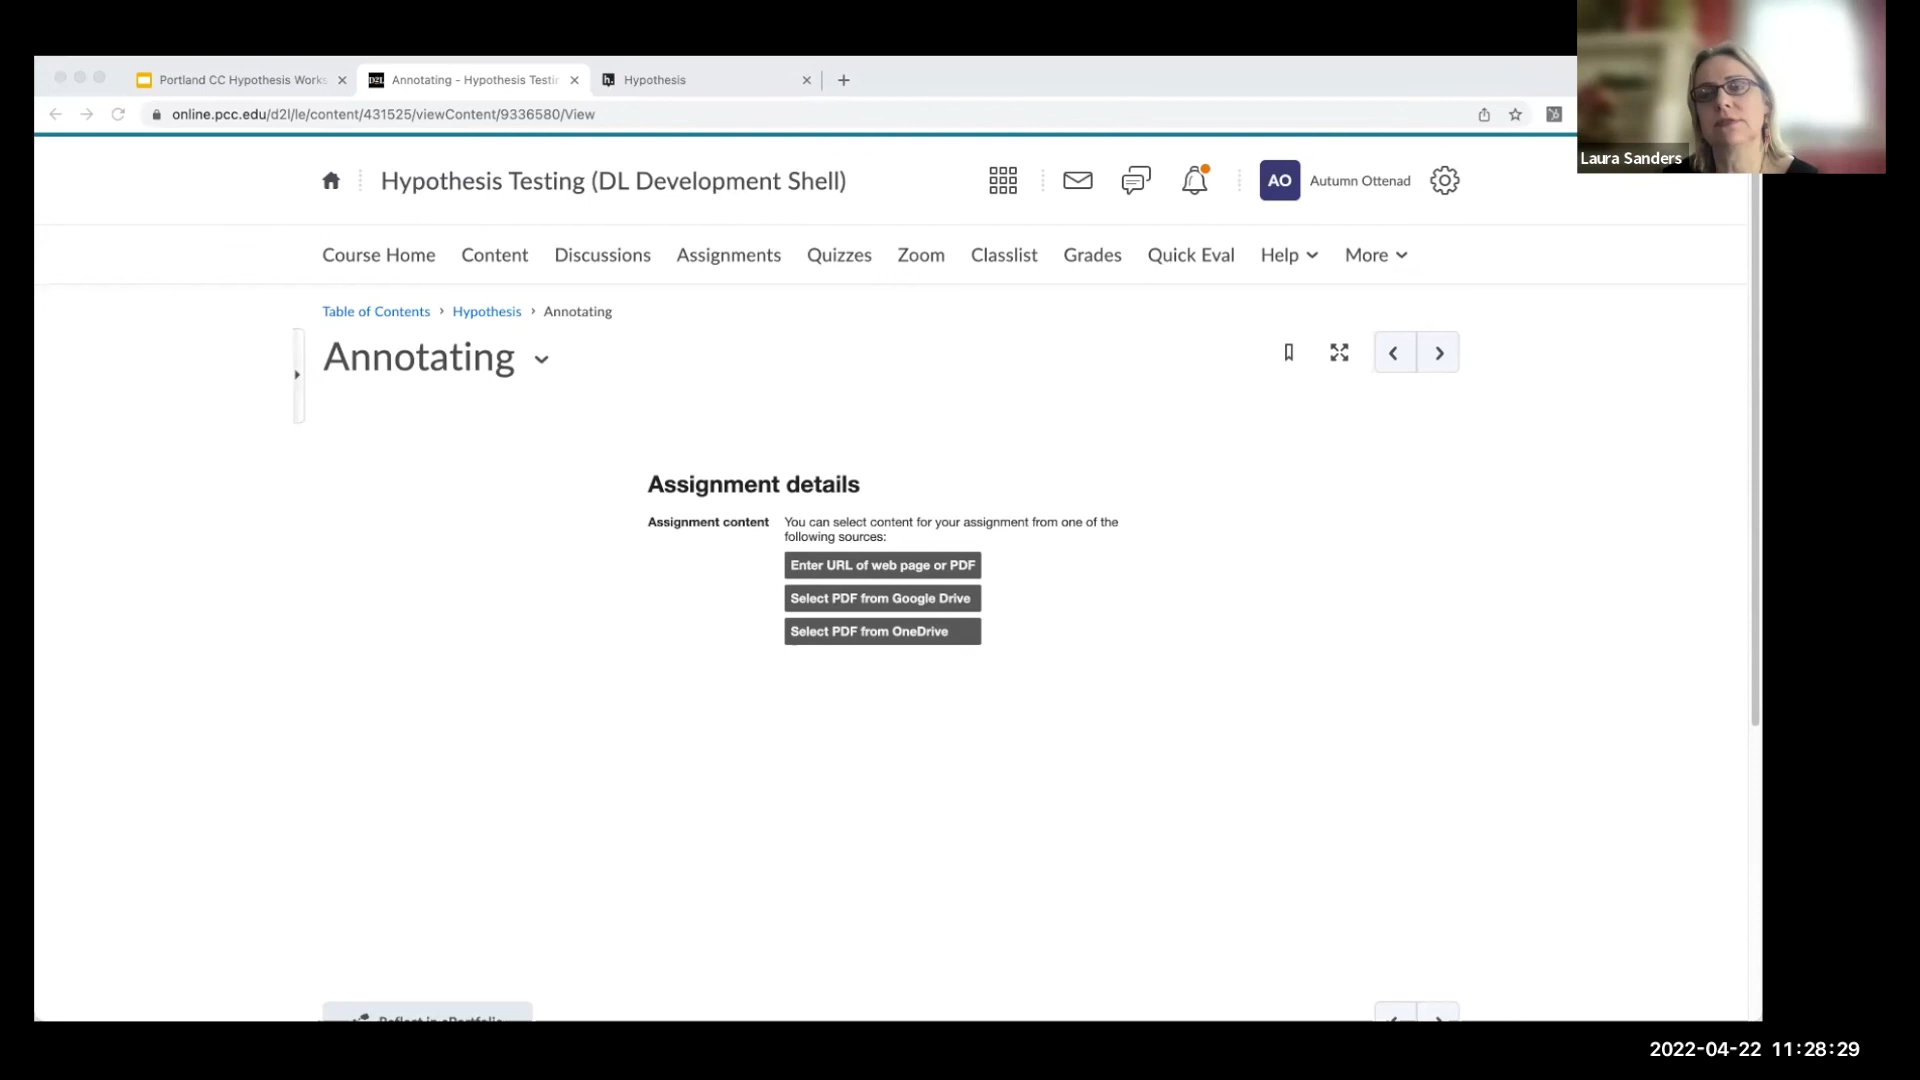 Portland CC Hypothesis Works
Annotating - Hypothesis Testin
Hypothesis
online.pcc.edu/d2l/le/content/431525/viewContent/9336580/View
Laura Sanders
Hypothesis Testing (DL Development Shell)
AO
Autumn Ottenad
Course Home
Content
Discussions
Assignments
Quizzes
Zoom
Classlist
Grades
Quick Eval
Help
More
Table of Contents › Hypothesis › Annotating
Annotating
Assignment details
Assignment content
You can select content for your assignment from one of the
following sources:
Enter URL of web page or PDF
Select PDF from Google Drive
Select PDF from OneDrive
Reflect in ePortfolio
2022-04-22 11:28:29